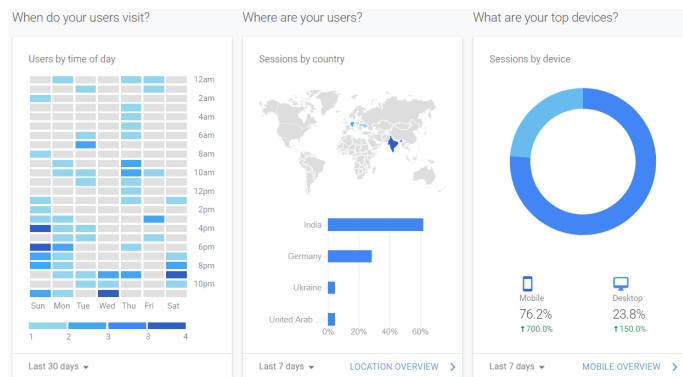 When do your users visit?
Where are your users?
What are your top devices?
Users by time of day
12am
2am
4am
6am
8am
10am
12pm
2pm
4pm
6pm
8pm
10pm
Sun Mon Tue Wed Thu Fri Sat
1 2 3 3 4
Last 30 days
Sessions by country
India
Germany
Ukraine
United Arab ...
0% 20% 40% 60%
Last 7 days
LOCATION OVERVIEW
Sessions by device
Mobile
76.2%
700.0%
Desktop
23.8%
150.0%
Last 7 days
MOBILE OVERVIEW